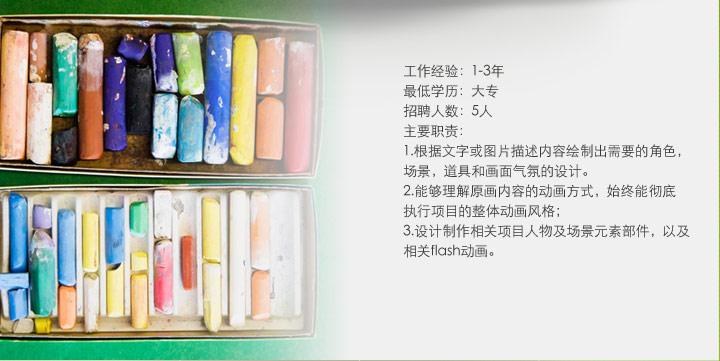 工作经验：1-3年
最低学历：大专
招聘人数：5人
主要职责：
1.根据文字或图片描述内容绘制出需要的角色，
场景，道具和画面气氛的设计。
2.能够理解原画内容的动画方式，始终能彻底
执行项目的整体动画风格；
3.设计制作相关项目人物及场景元素部件，以及
相关flash动画。